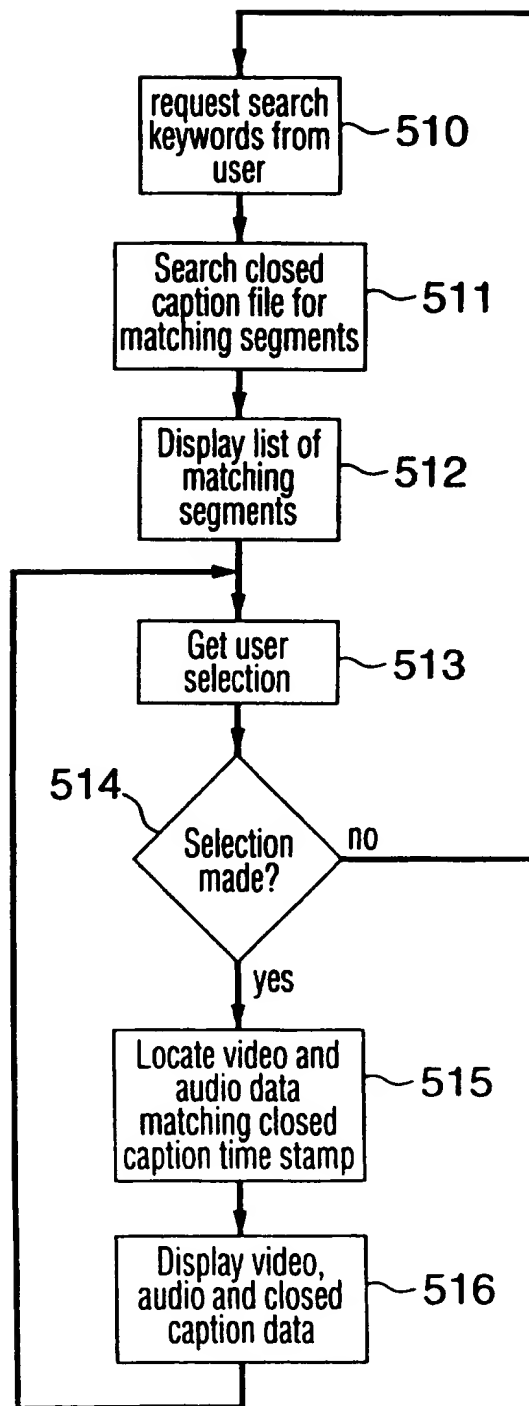 request search
keywords from
user
510
Search closed
caption file for
matching segments
511
Display list of
matching
segments
512
Get user
selection
513
514
Selection
made?
no
yes
Locate video and
audio data
matching closed
caption time stamp
515
Display video,
audio and closed
caption data
516